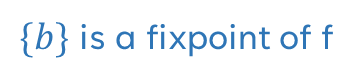 {b} is a fixpoint of f